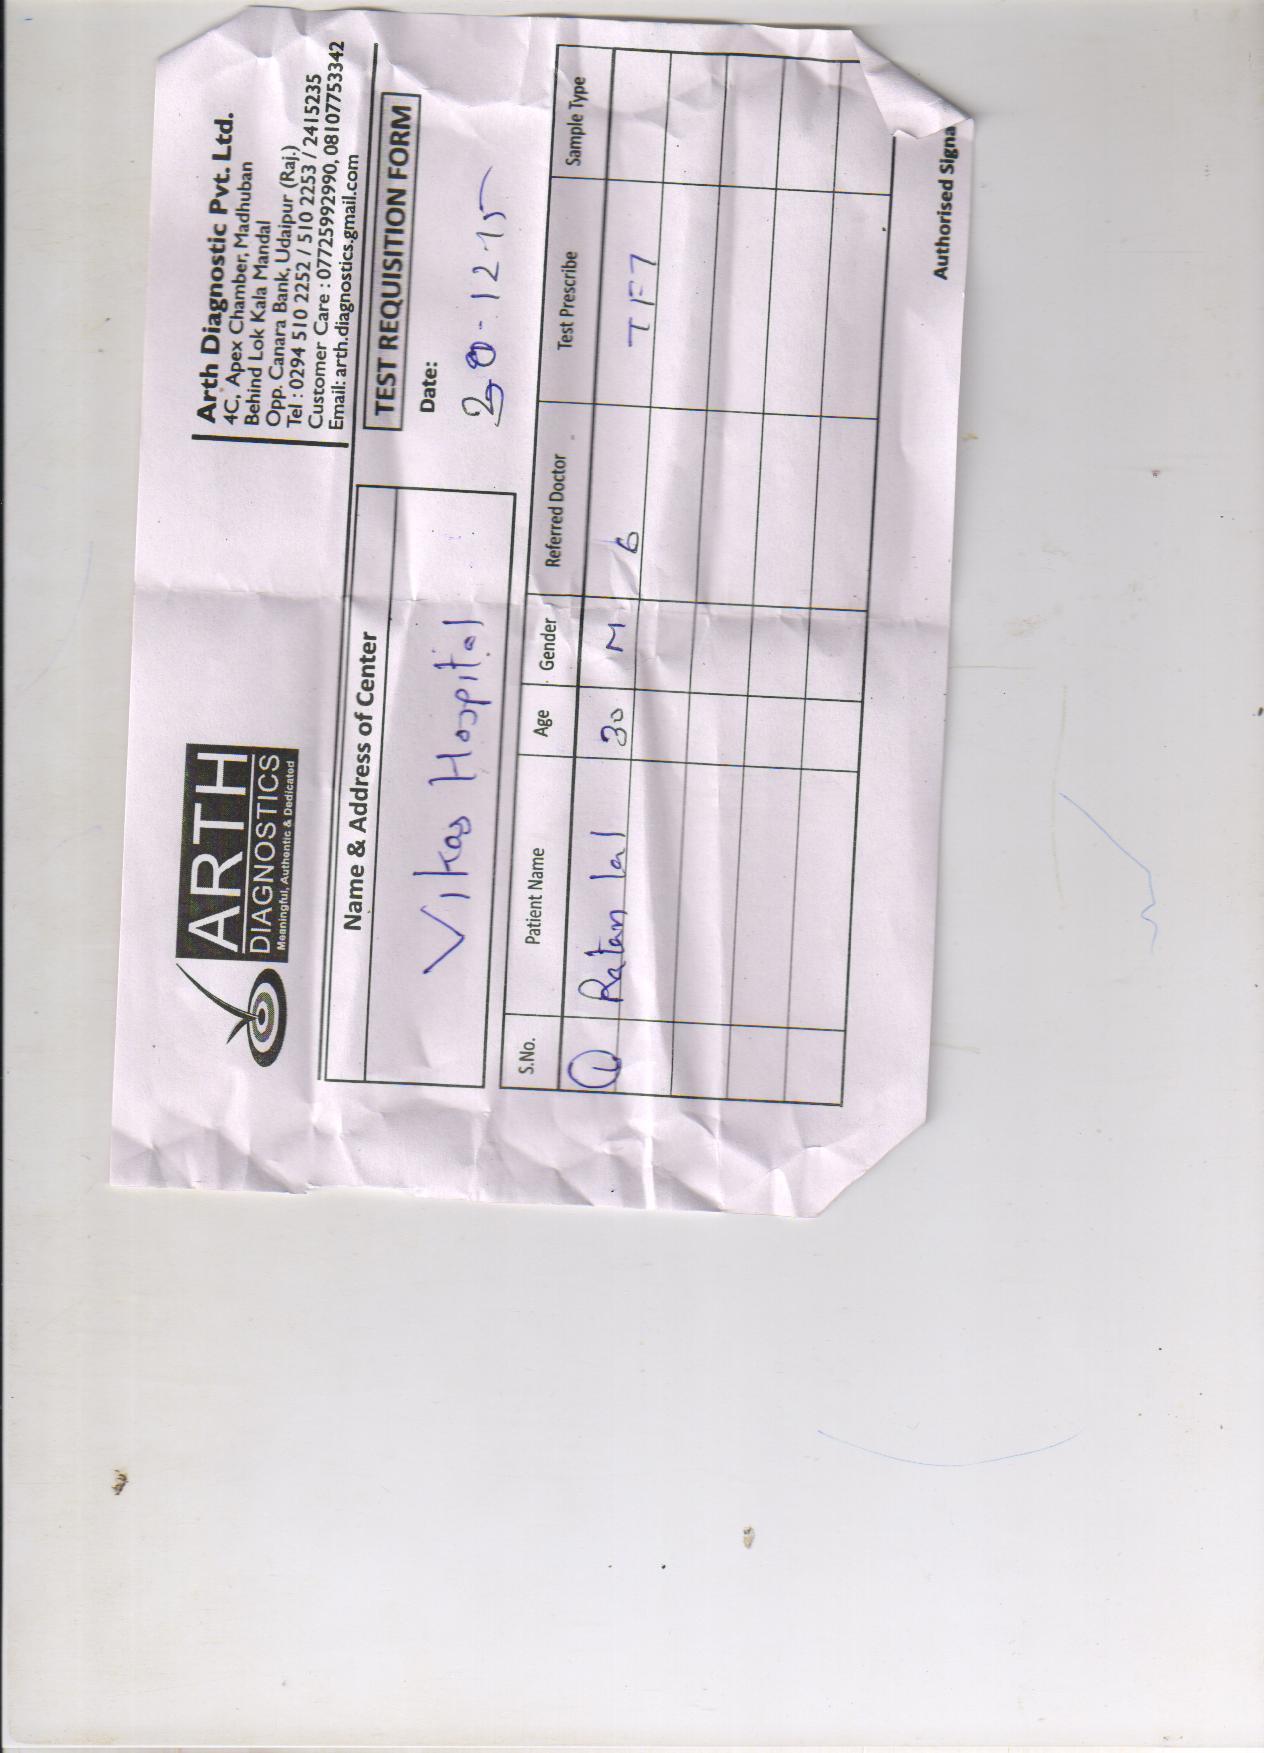 ARTH
DIAGNOSTICS
Meaningful, Authentic & Dedicated
Arth Diagnostic Pvt. Ltd.
4C, Apex Chamber, Madhuban
Behind Lok Kala Mandal
Opp. Canara Bank, Udaipur (Raj.)
Tel : 0294 510 2252 / 510 2253 / 2415235
Customer Care : 07725992990, 08107753342
Email: arth.diagnostics.gmail.com
Name & Address of Center
Vikas Hospital
TEST REQUISITION FORM
Date:
-12-15
S.No. Patient Name Age Gender Referred Doctor Test Prescribe Sample Type
1 Ratan lal 30 M TFT
Authorised Signa